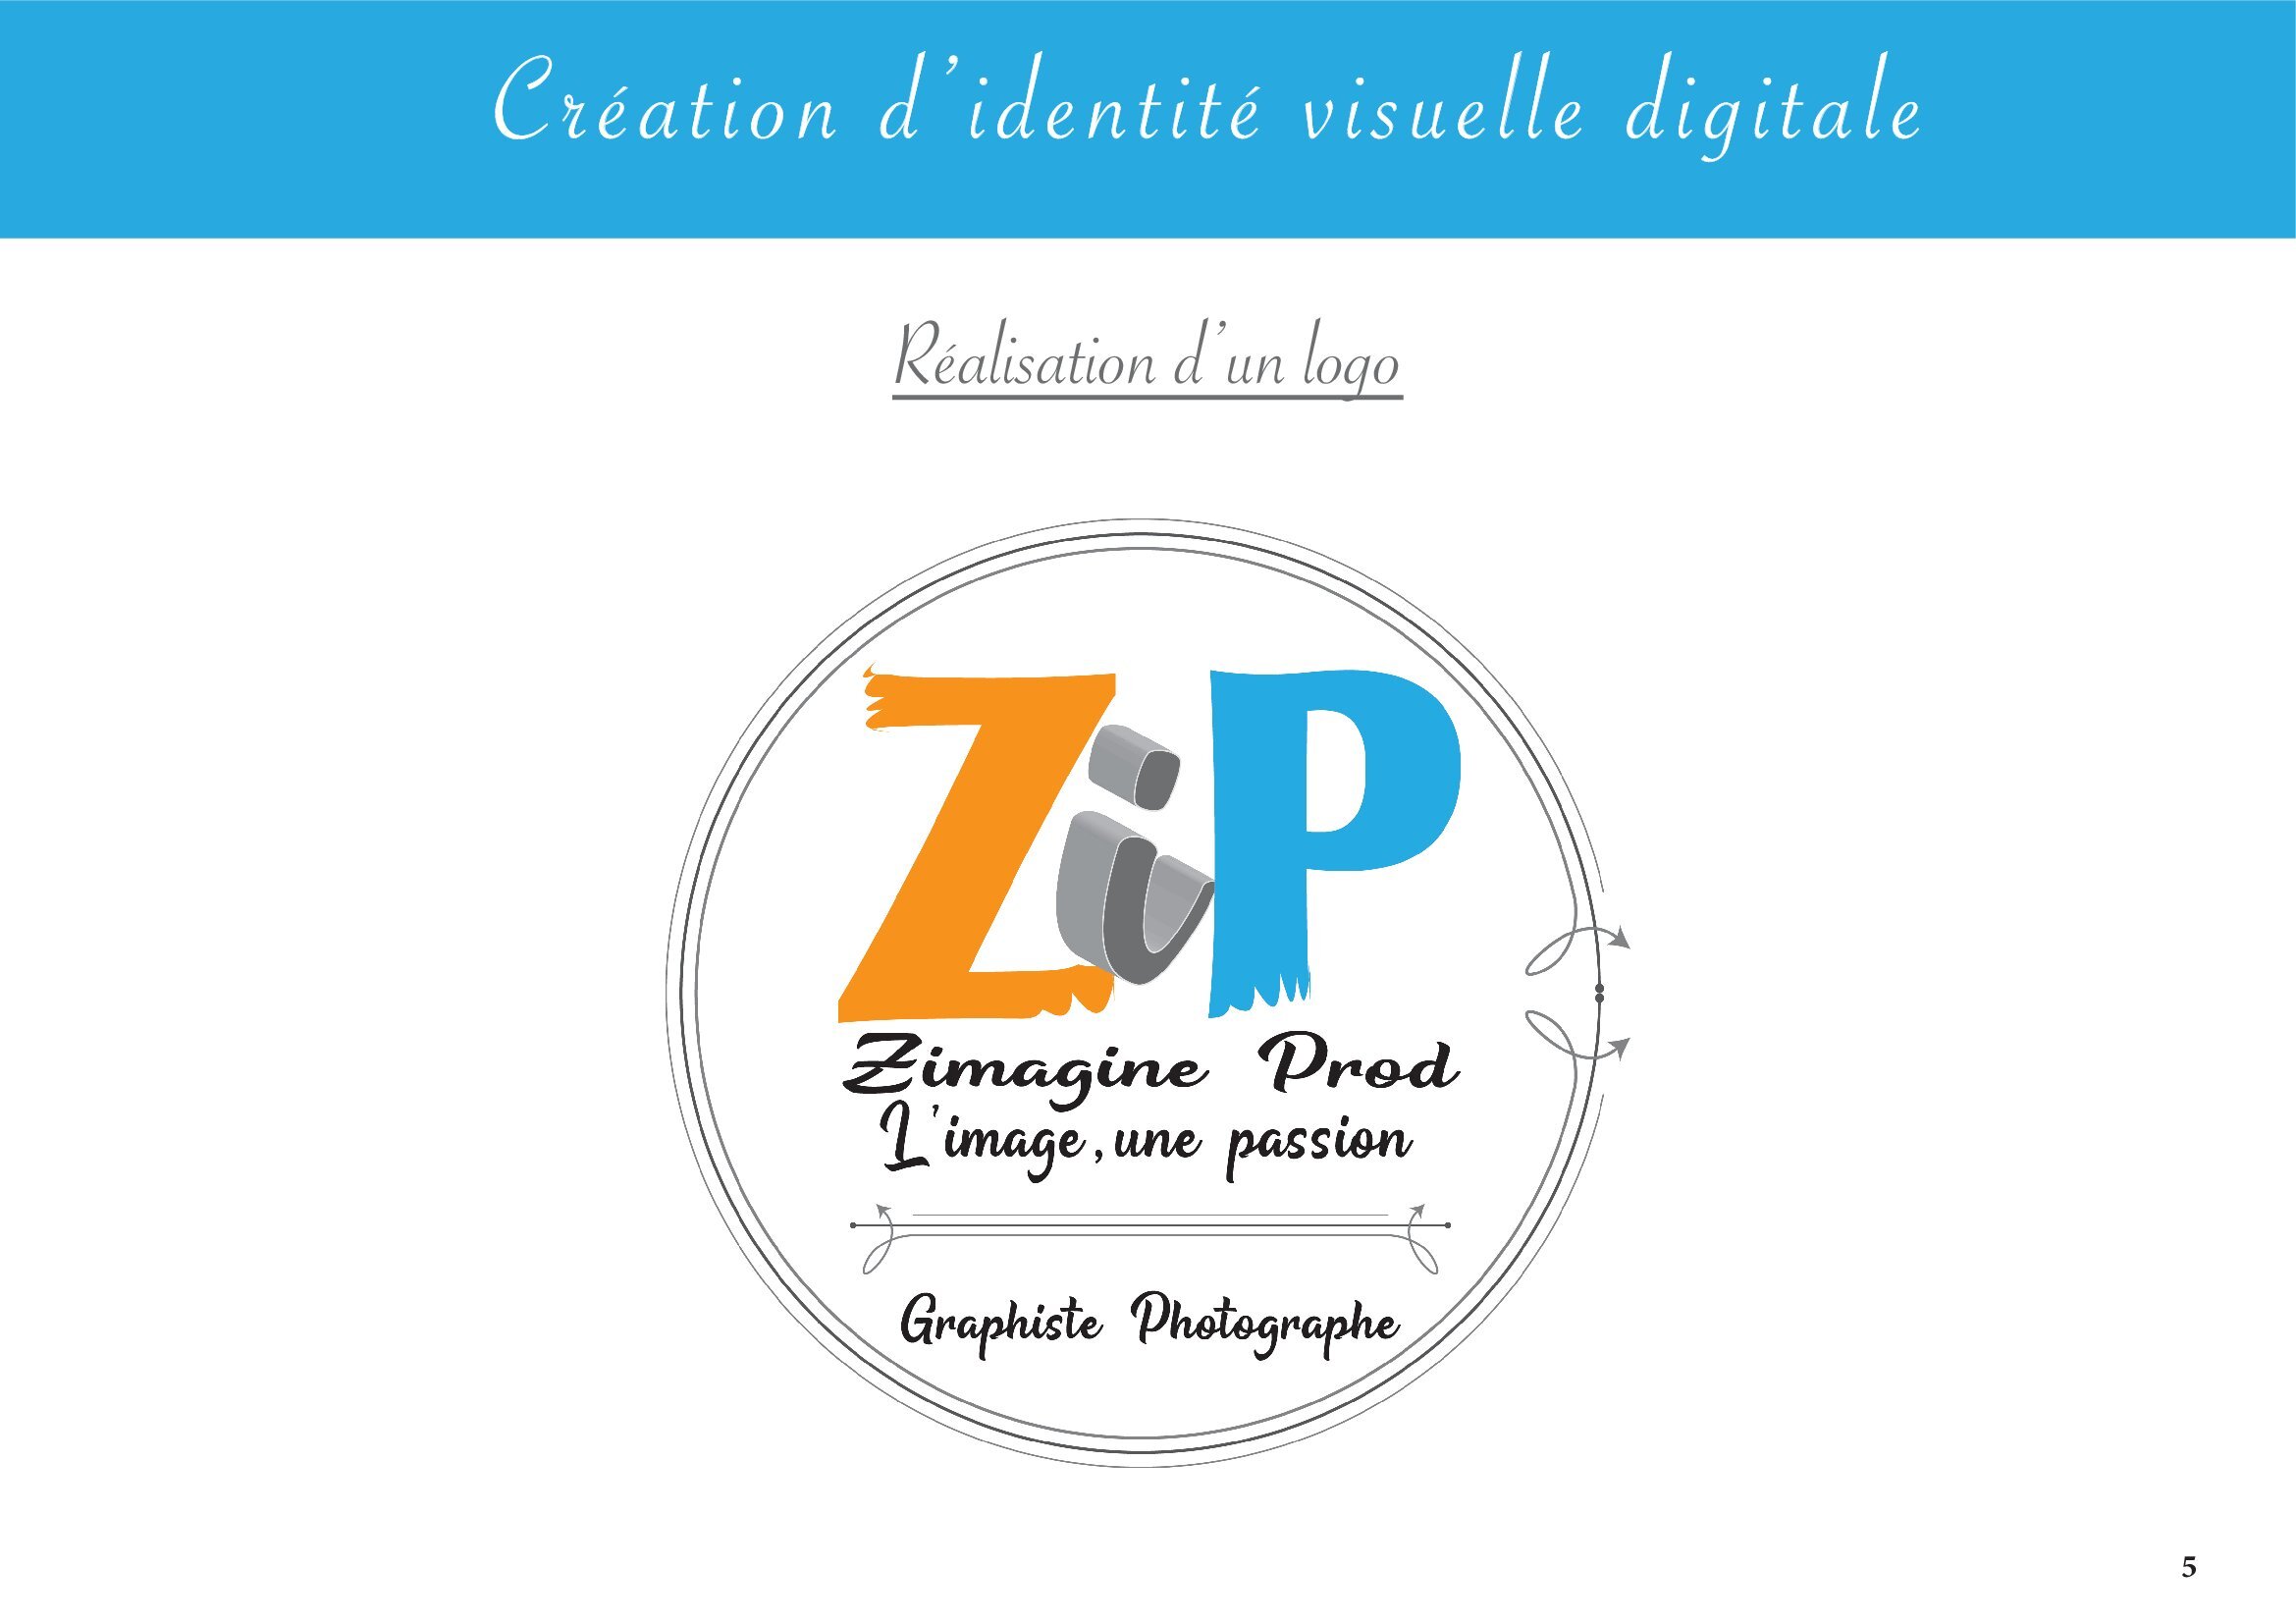 Création d'identité visuelle digitale
Réalisation d'un logo
ZiP
Zimagine Prod
L'image, une passion
Graphiste Photographe
5